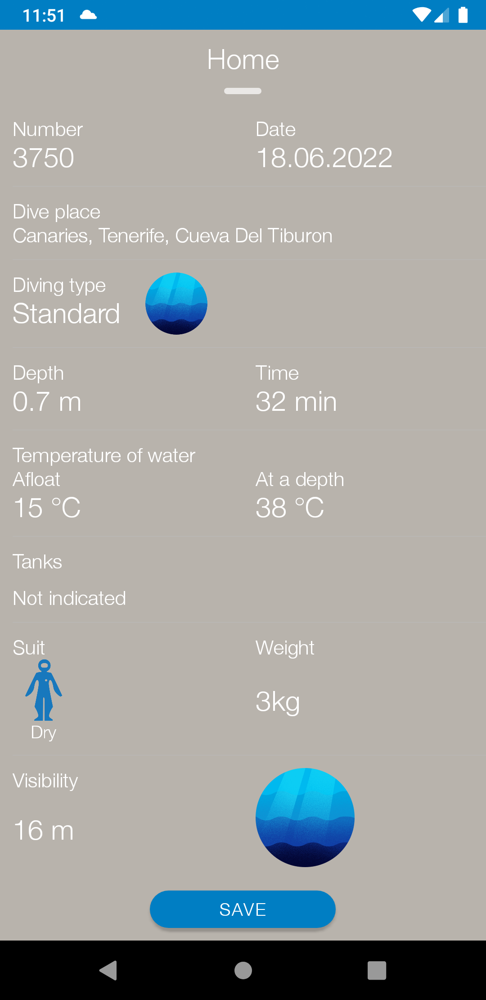 11:51
Home
Number
3750
Date
18.06.2022
Dive place
Canaries, Tenerife, Cueva Del Tiburon
Diving type
Standard
Depth
0.7 m
Time
32 min
Temperature of water
Afloat
15 °C
At a depth
38 °C
Tanks
Not indicated
Suit
Dry
Weight
3kg
Visibility
16 m
SAVE